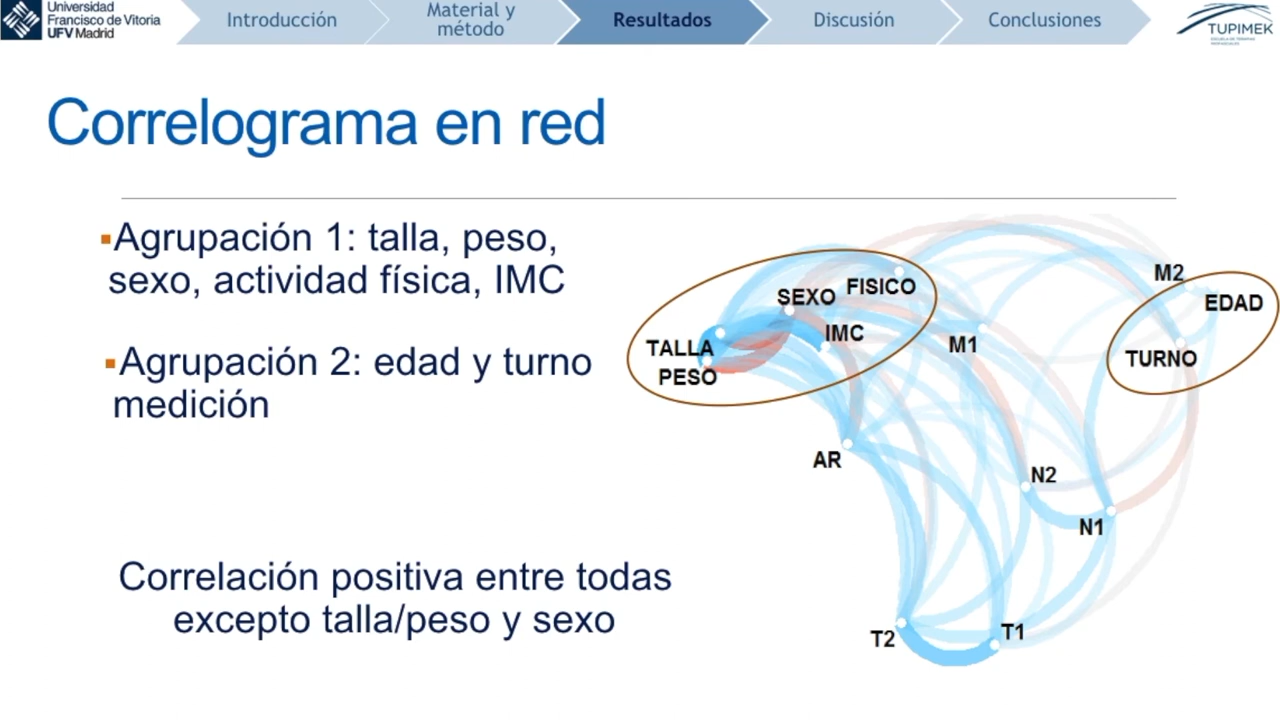 Universidad
Francisco de Vitoria
UFV Madrid
Introducción
Material y
método
Resultados
Discusión
Conclusiones
TUPIMEK
Correlograma en red
▪Agrupación 1: talla, peso,
sexo, actividad física, IMC
▪Agrupación 2: edad y turno
medición
Correlación positiva entre todas
excepto talla/peso y sexo
M2
EDAD
TURNO
FISICO
SEXO
IMC
TALLA
PESO
M1
AR
N2
N1
T1
T2